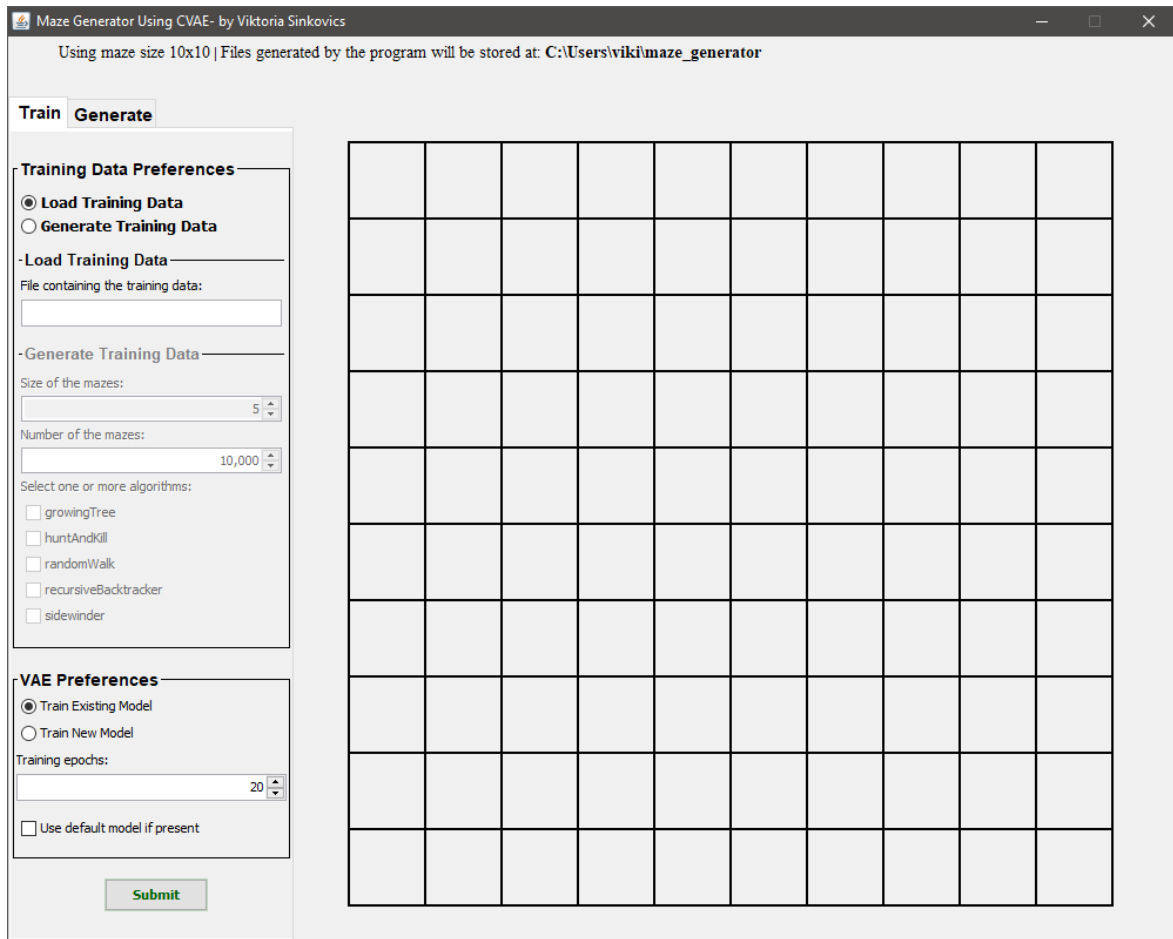 Maze Generator Using CVAE- by Viktoria Sinkovics
Using maze size 10x10 | Files generated by the program will be stored at: C:\Users\viki\maze_generator
Train Generate
Training Data Preferences
Load Training Data
Generate Training Data
Load Training Data
File containing the training data:
Generate Training Data
Size of the mazes:
5
Number of the mazes:
10,000
Select one or more algorithms:
growingTree
huntAndKill
randomWalk
recursiveBacktracker
sidewinder
VAE Preferences
Train Existing Model
Train New Model
Training epochs:
20
Use default model if present
Submit